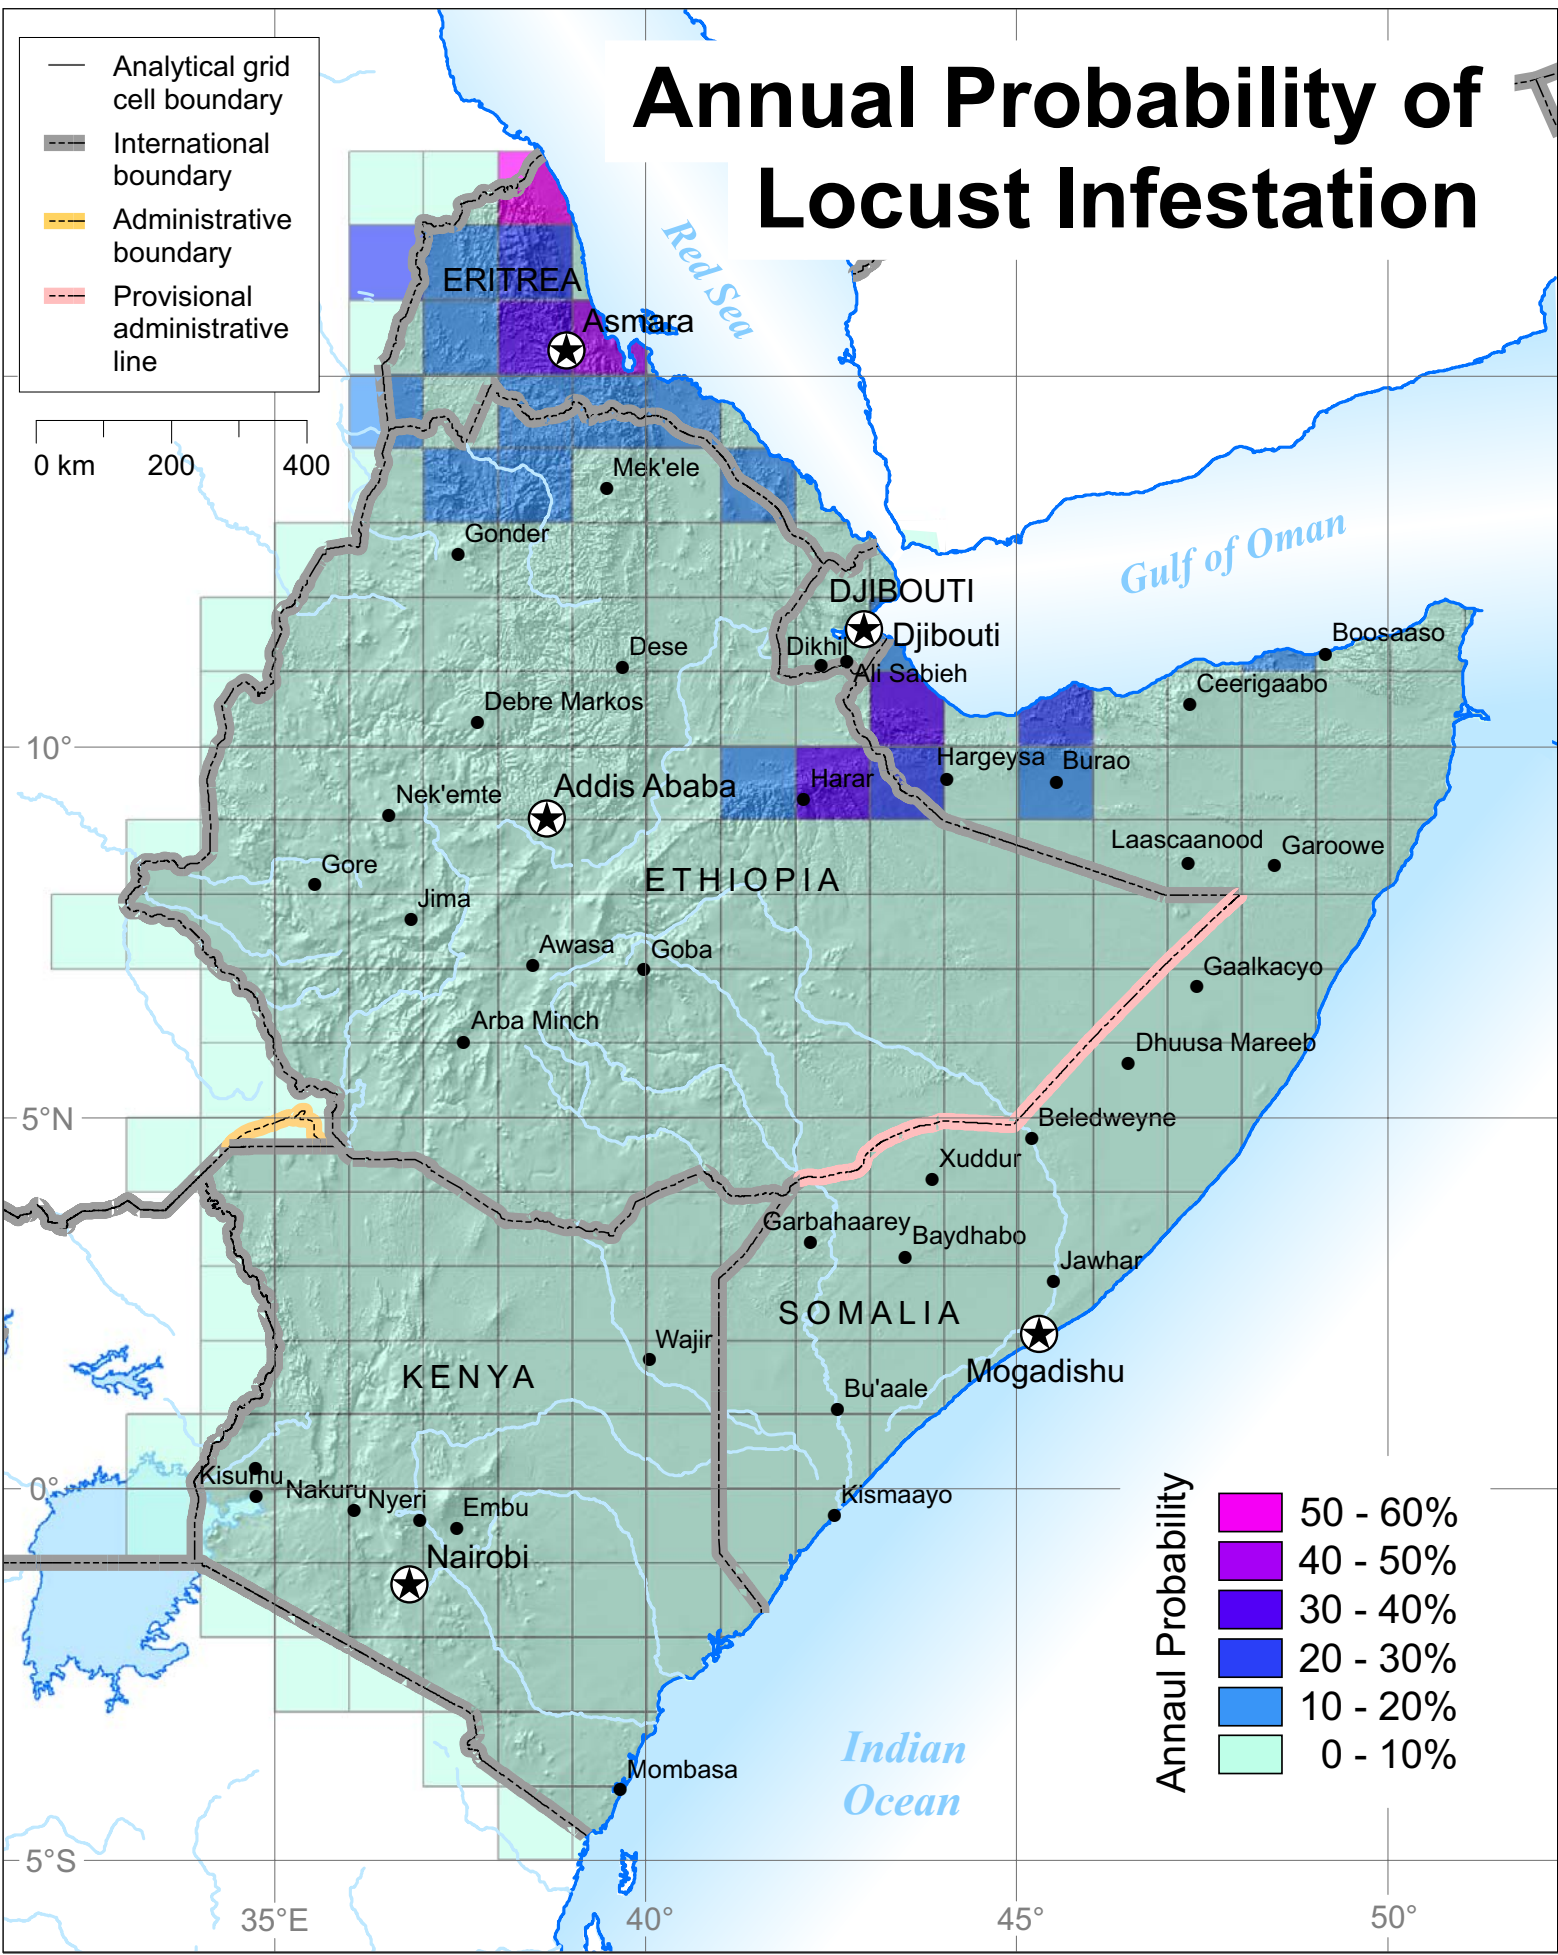 Annual Probability of
Locust Infestation
Analytical grid
cell boundary
International
boundary
Administrative
boundary
Provisional
administrative
line
0 km 200 400
Red Sea
ERITREA
Asmara
Mek'ele
Gonder
Gulf of Oman
DJIBOUTI
Djibouti
Dikhil
Ali Sabieh
Boosaaso
Dese
Ceerigaabo
Debre Markos
10°
Hargeysa
Burao
Addis Ababa
Harar
Nek'emte
Laascaanood
Garoowe
Gore
ETHIOPIA
Jima
Awasa
Goba
Gaalkacyo
Arba Minch
Dhuusa Mareeb
5°N
Beledweyne
Xuddur
Garbahaarey
Baydhabo
Jawhar
SOMALIA
Wajir
Mogadishu
KENYA
Bu'aale
Kisumu
0°
Nakuru
Nyeri
Embu
Kismaayo
Nairobi
Annaul Probability
50 - 60%
40 - 50%
30 - 40%
20 - 30%
10 - 20%
0 - 10%
Indian
Ocean
Mombasa
5°S
35°E 40° 45° 50°